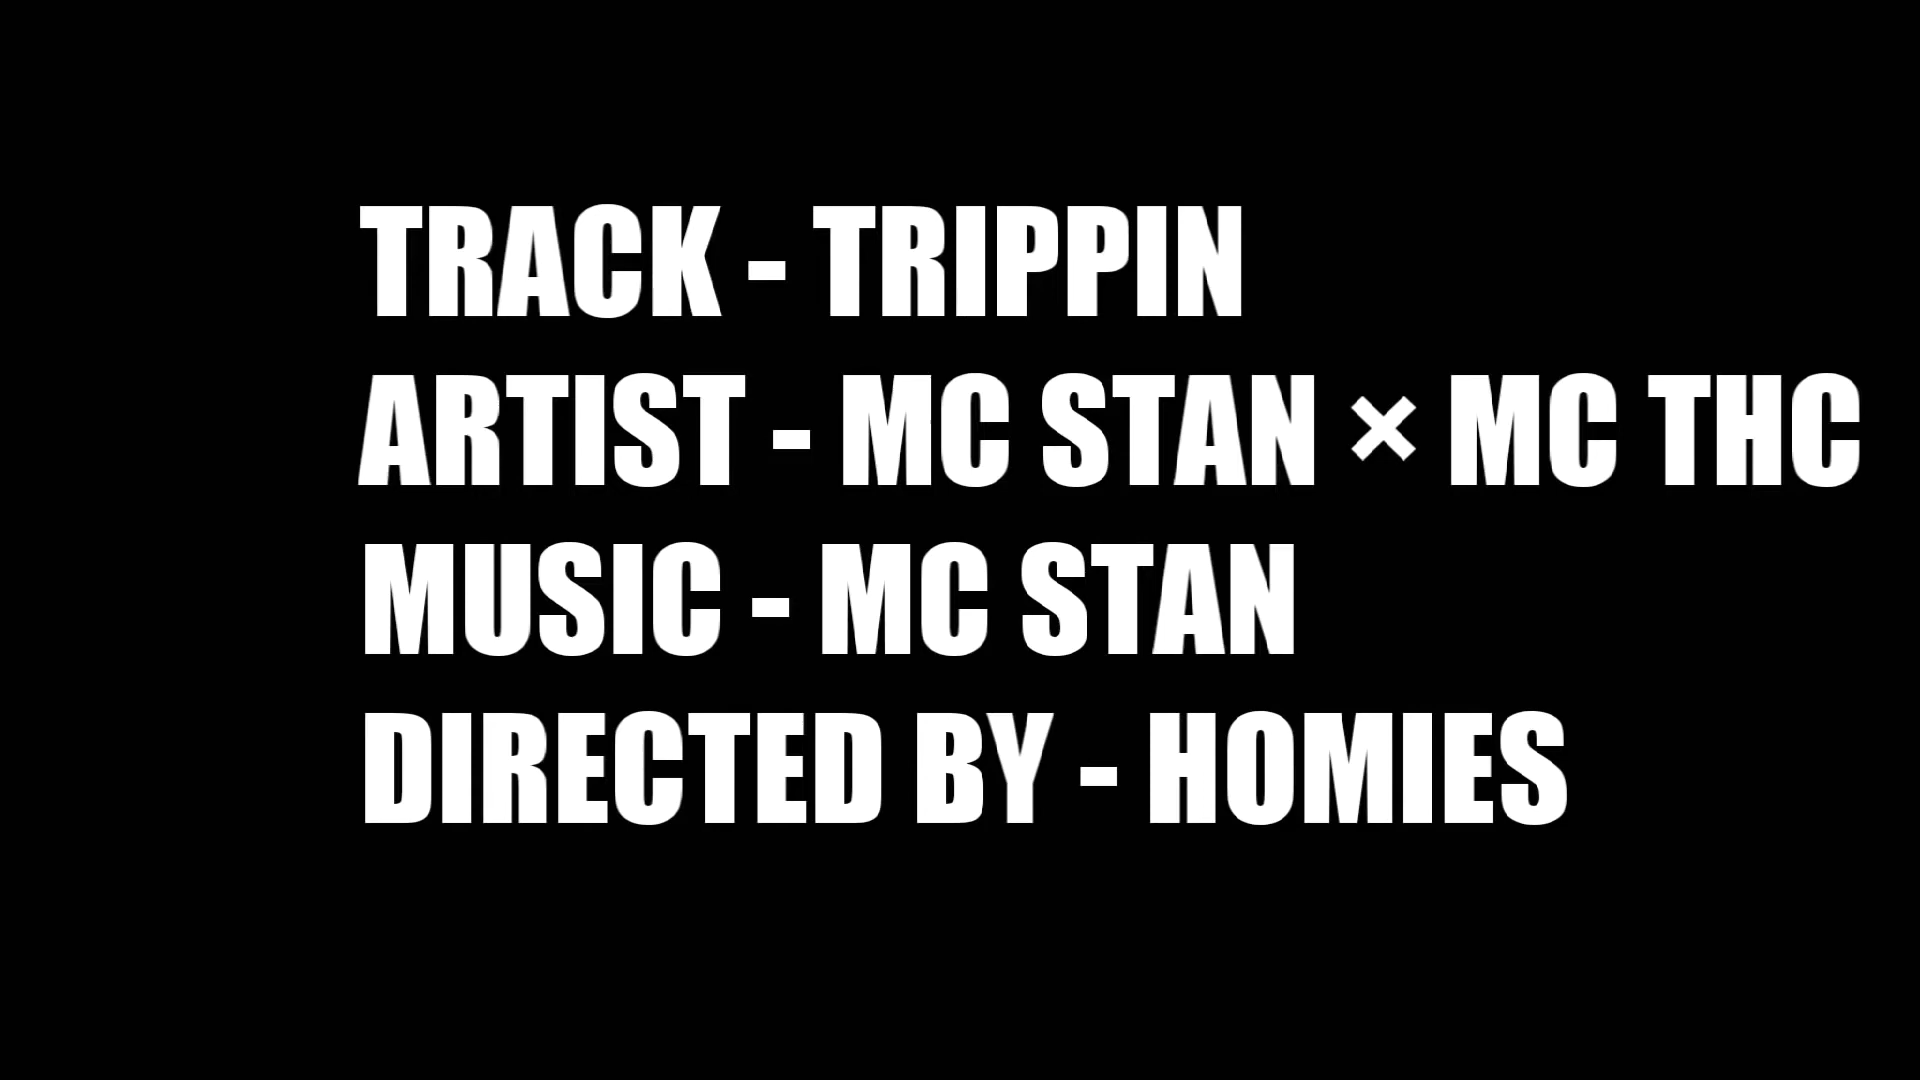 TRACK - TRIPPIN
ARTIST - MC STAN × MC THC
MUSIC - MC STAN
DIRECTED BY - HOMIES